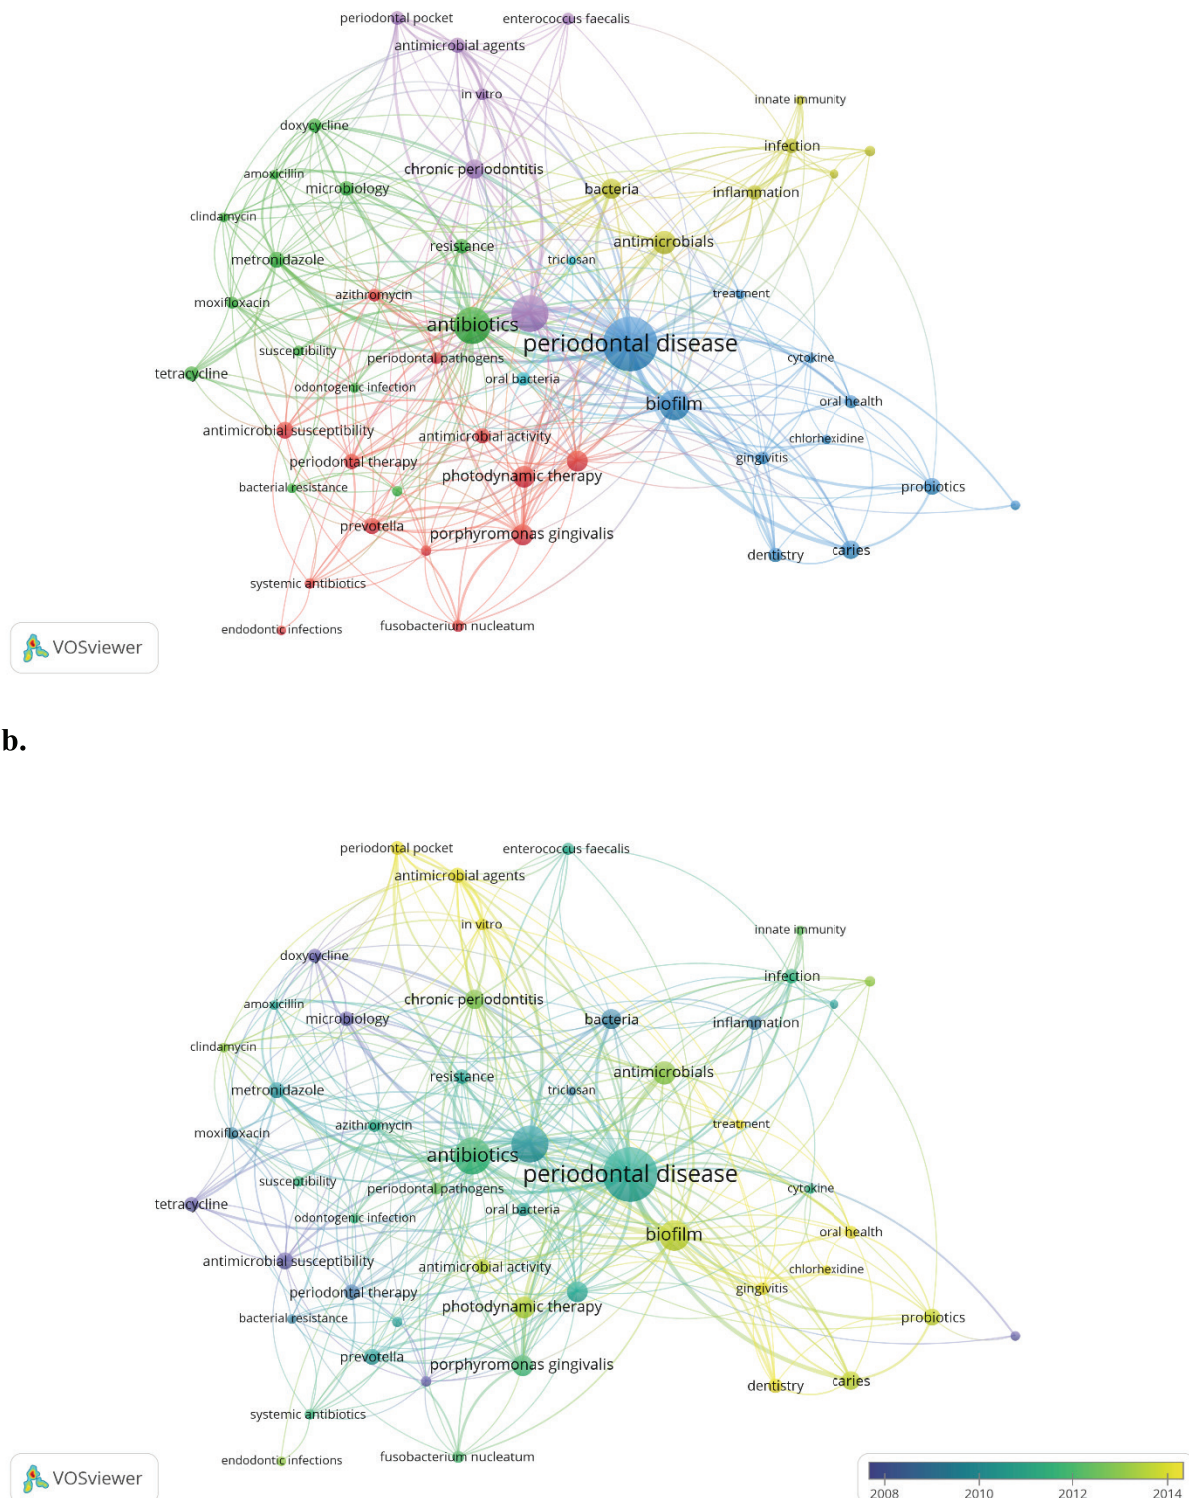 periodontal pocket
enterococcus faecalis
antimicrobial agents
in vitro
innate immunity
doxycycline
infection
chronic periodontitis
amoxicillin
microbiology
bacteria
inflammation
clindamycin
resistance
antimicrobials
metronidazole
triclosan
azithromycin
treatment
moxifloxacin
antibiotics
periodontal disease
susceptibility
periodontal pathogens
cytokine
tetracycline
oral bacteria
odontogenic infection
biofilm
oral health
antimicrobial susceptibility
antimicrobial activity
chlorhexidine
periodontal therapy
gingivitis
photodynamic therapy
bacterial resistance
probiotics
prevotella
porphyromonas gingivalis
dentistry
caries
systemic antibiotics
endodontic infections
fusobacterium nucleatum
VOSviewer
b.
periodontal pocket
enterococcus faecalis
antimicrobial agents
in vitro
innate immunity
doxycycline
infection
chronic periodontitis
amoxicillin
microbiology
bacteria
inflammation
clindamycin
resistance
antimicrobials
metronidazole
triclosan
azithromycin
treatment
moxifloxacin
antibiotics
periodontal disease
susceptibility
periodontal pathogens
cytokine
tetracycline
oral bacteria
odontogenic infection
biofilm
oral health
antimicrobial susceptibility
antimicrobial activity
chlorhexidine
periodontal therapy
gingivitis
photodynamic therapy
bacterial resistance
probiotics
prevotella
porphyromonas gingivalis
dentistry
caries
systemic antibiotics
endodontic infections
fusobacterium nucleatum
VOSviewer
2008 2010 2012 2014